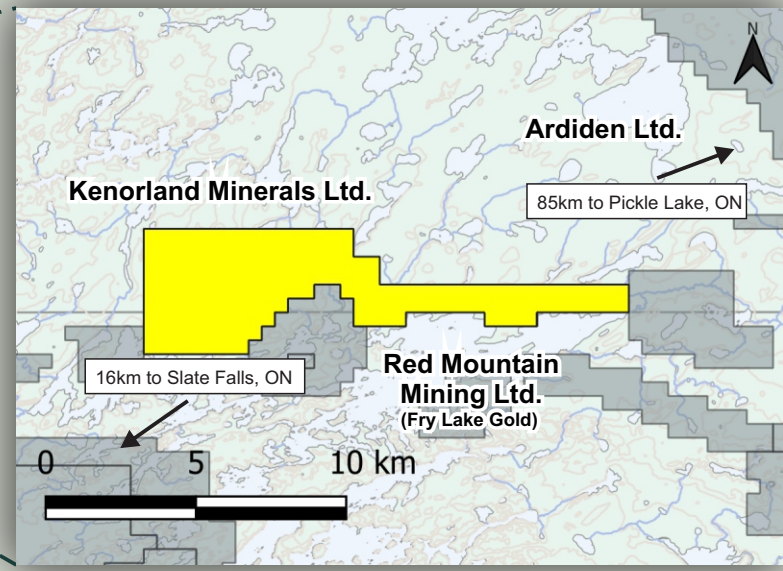 N
Ardiden Ltd.
Kenorland Minerals Ltd.
85km to Pickle Lake, ON
Red Mountain
Mining Ltd.
(Fry Lake Gold)
16km to Slate Falls, ON
0 5 10 km